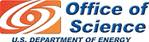 Office of
Science
U.S. DEPARTMENT OF ENERGY